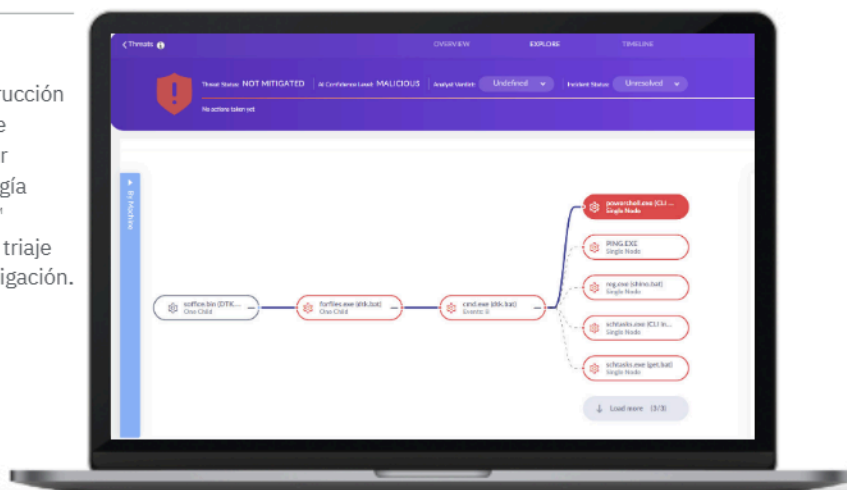 rucción
e
r
gía
triaje
igación.
< Threats
OVERVIEW
EXPLORE
TIMELINE
Threat Status: NOT MITIGATED
AI Confidence Level: MALICIOUS
Analyst Verdict: Undefined
Incident Status: Unresolved
No actions taken yet
By Machine
soffice.bin (DTK....
One Child
forfiles.exe (dtk.bat)
One Child
cmd.exe (dtk.bat)
Events: 8
powershell.exe (CLI ...
Single Node
PING.EXE
Single Node
reg.exe (shino.bat)
Single Node
schtasks.exe (CLI in...
Single Node
schtasks.exe (get.bat)
Single Node
Load more (3/3)